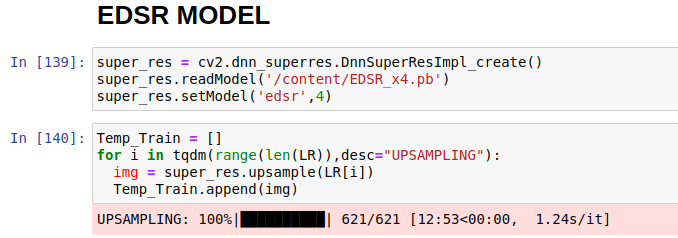 EDSR MODEL
In [139]: super_res = cv2.dnn_superres.DnnSuperResImpl_create()
super_res.readModel('/content/EDSR_x4.pb')
super_res.setModel('edsr',4)
In [140]: Temp_Train = []
for i in tqdm(range(len(LR)),desc="UPSAMPLING"):
  img = super_res.upsample(LR[i])
  Temp_Train.append(img)
UPSAMPLING: 100%|██████████| 621/621 [12:53<00:00,  1.24s/it]